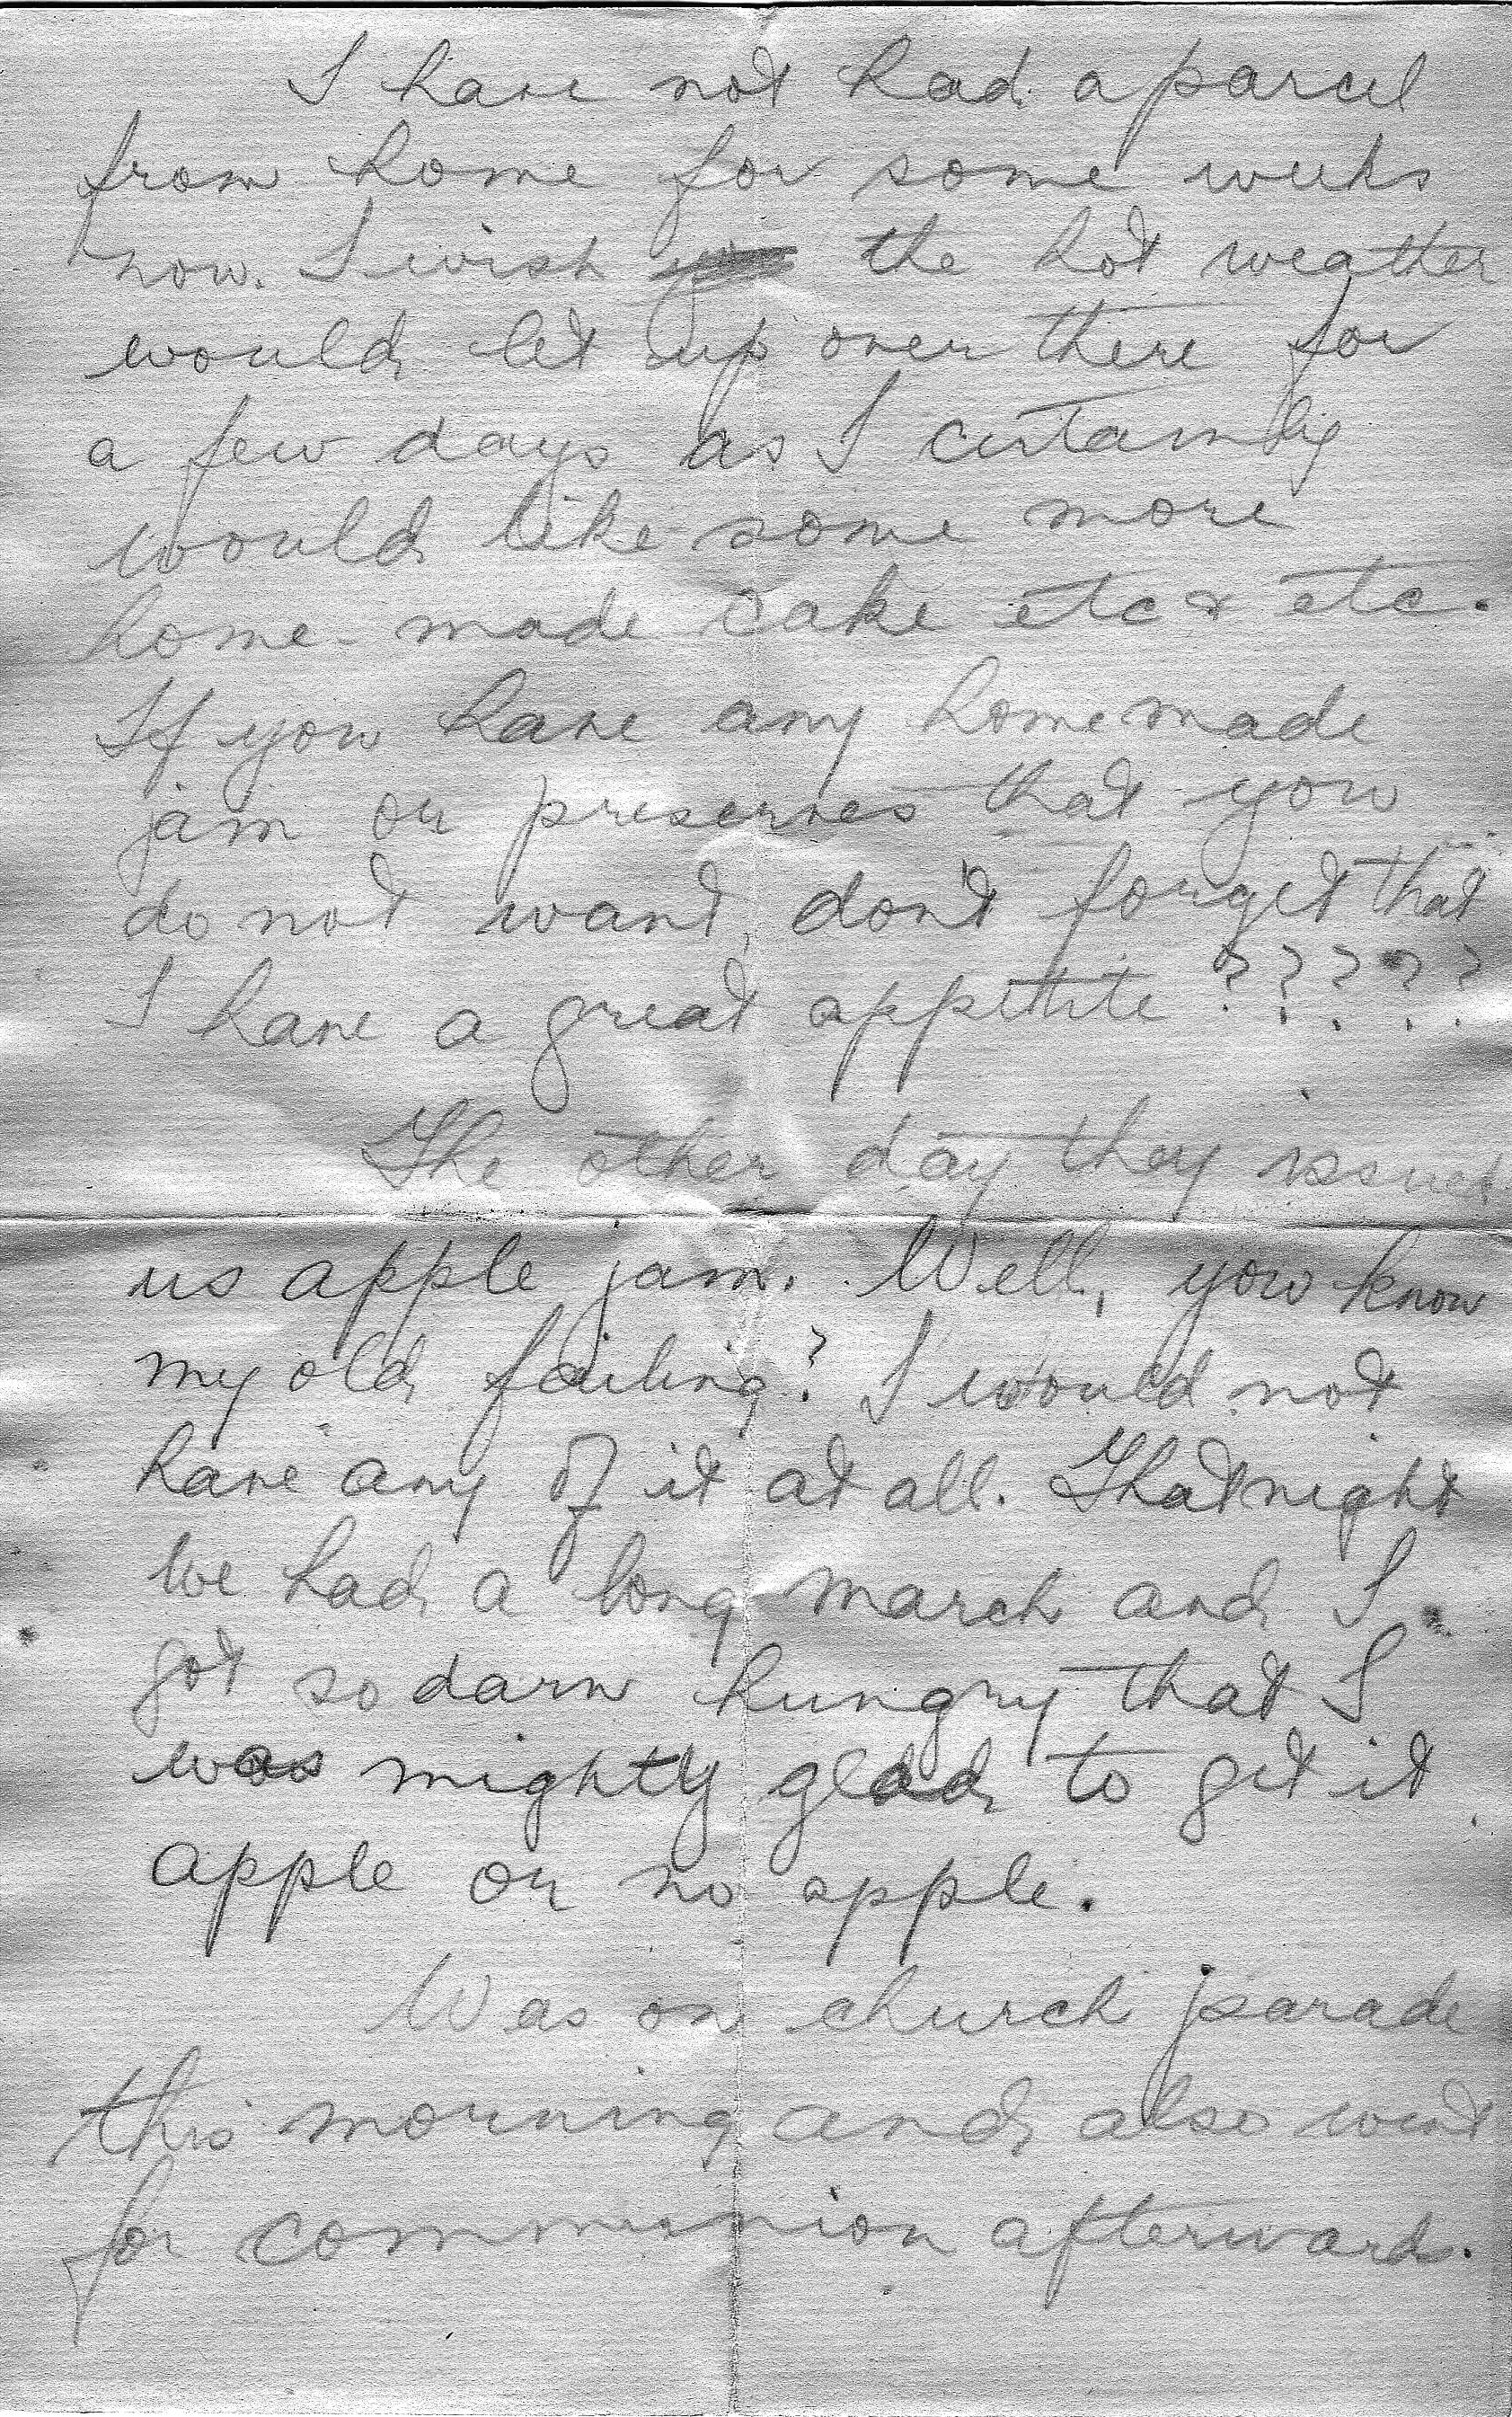 I have not had a parcel
from home for some weeks
now. I wish the hot weather
would let up over there for
a few days as I certainly
would like some more
home-made cake etc & etc.
If you have any home made
jam or preserves that you
do not want, don't forget that
I have a great appetite ? ? ? ? ?
The other day they issued
us apple jam. Well, you know
my old failing? I would not
have any of it at all. That night
we had a long march and I
got so darn hungry that I
was mighty glad to get it
apple or no apple.
Was on church parade
this morning and also went
for communion afterward.